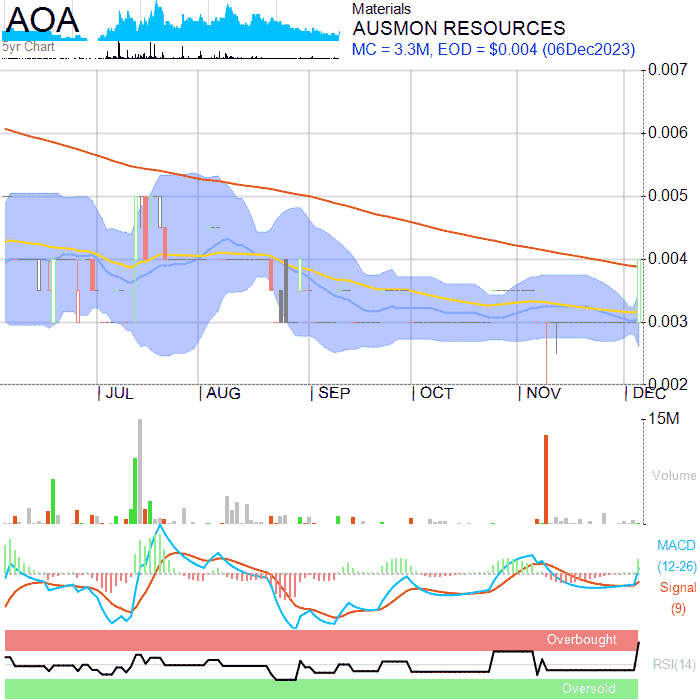 AOA
5yr Chart
Materials
AUSMON RESOURCES
MC = 3.3M, EOD = $0.004 (06Dec2023)
0.007
0.006
0.005
0.004
0.003
0.002
JUL AUG SEP OCT NOV DEC
15M
Volume
MACD
(12-26)
Signal
(9)
Overbought
RSI(14)
Oversold